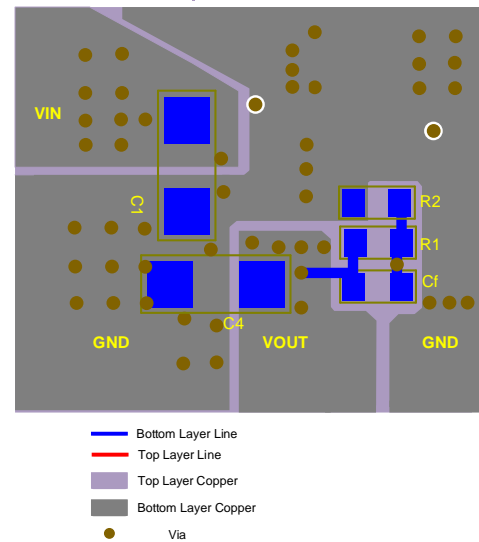 VIN
C1
R2
R1
Cf
C4
GND
VOUT
GND
Bottom Layer Line
Top Layer Line
Top Layer Copper
Bottom Layer Copper
Via